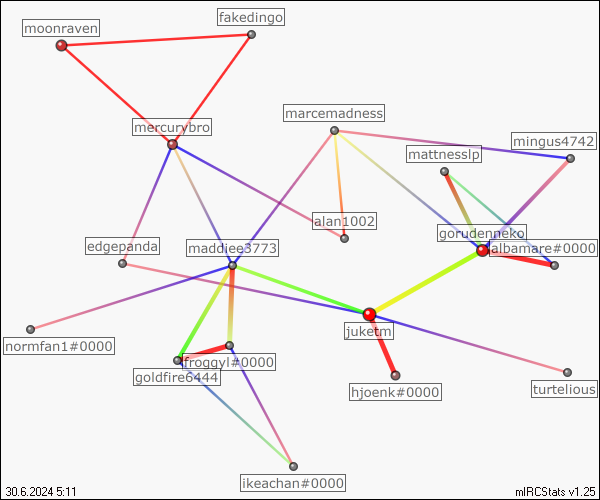 fakedingo
moonraven
marcemadness
mercurybro
mingus4742
mattnesslp
alan1002
gorudenneko
edgepanda
maddiee3773
jalbamare#0000
juketm
normfan1#0000
froggyl#0000
goldfire6444
hjoenk#0000
turtelious
ikeachan#0000
30.6.2024 5:11
mIRCStats v1.25